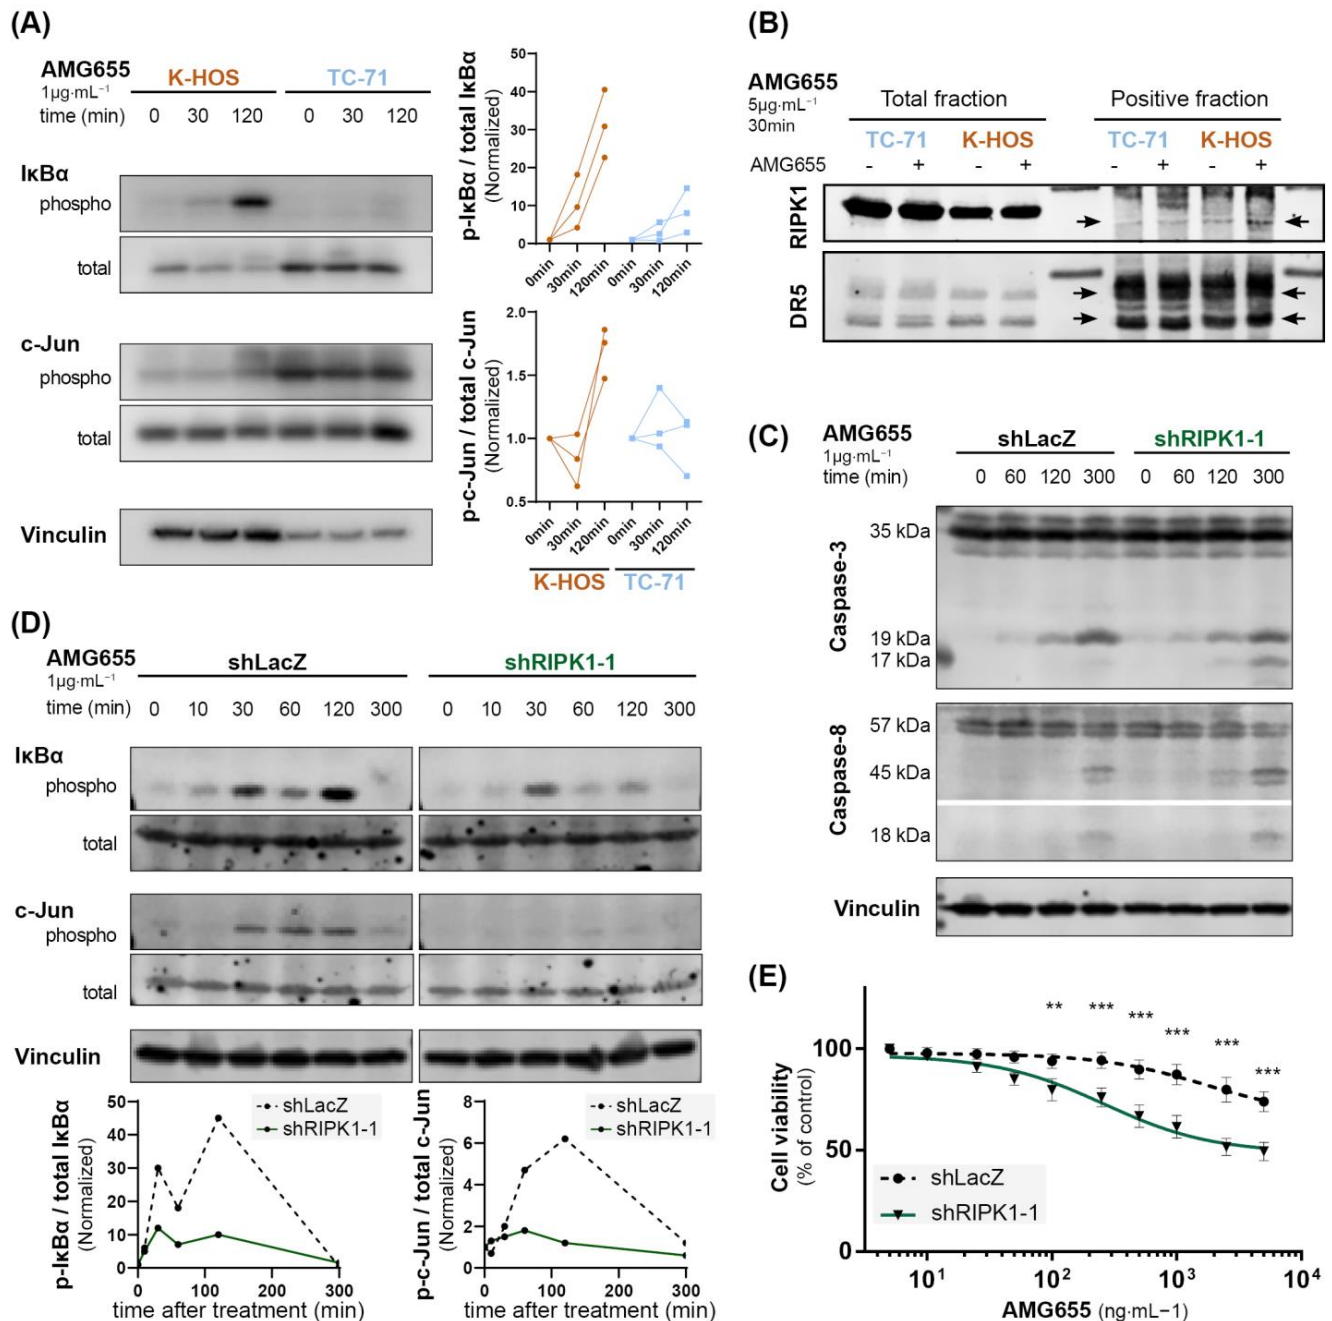 (A)
AMG655
1µg·mL⁻¹
time (min)
K-HOS
TC-71
0 30 120 0 30 120
IκBα
phospho
total
c-Jun
phospho
total
Vinculin
p-IκBα / total IκBα
(Normalized)
50
40
30
20
10
0
0min 30min 120min 0min 30min 120min
p-c-Jun / total c-Jun
(Normalized)
2.0
1.5
1.0
0.5
0min 30min 120min 0min 30min 120min
K-HOS TC-71
(B)
AMG655
5µg·mL⁻¹
30min
Total fraction Positive fraction
TC-71 K-HOS TC-71 K-HOS
AMG655 - + - + - + - +
RIPK1
DR5
(C)
AMG655
1µg·mL⁻¹
time (min)
shLacZ shRIPK1-1
0 60 120 300 0 60 120 300
Caspase-3
35 kDa
19 kDa
17 kDa
Caspase-8
57 kDa
45 kDa
18 kDa
Vinculin
(D)
AMG655
1µg·mL⁻¹
time (min)
shLacZ shRIPK1-1
0 10 30 60 120 300 0 10 30 60 120 300
IκBα
phospho
total
c-Jun
phospho
total
Vinculin
p-IκBα / total IκBα
(Normalized)
50
40
30
20
10
0
shLacZ
shRIPK1-1
0 100 200 300
time after treatment (min)
p-c-Jun / total c-Jun
(Normalized)
8
6
4
2
0
shLacZ
shRIPK1-1
0 100 200 300
time after treatment (min)
(E)
Cell viability
(% of control)
100
50
0
** *** *** *** *** ***
shLacZ
shRIPK1-1
10¹ 10² 10³ 10⁴
AMG655 (ng·mL−1)